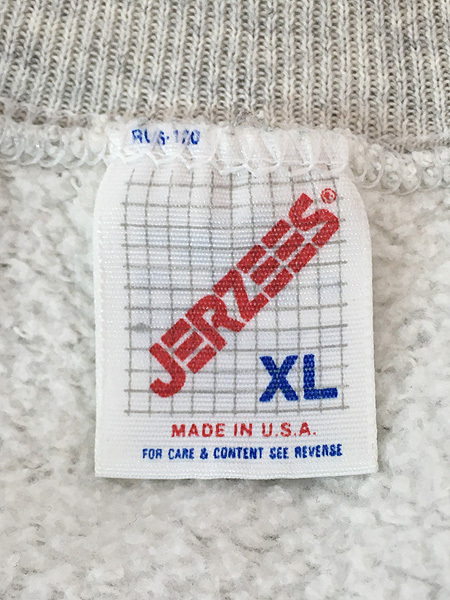 JERZEES®
XL
MADE IN U.S.A.
FOR CARE & CONTENT SEE REVERSE